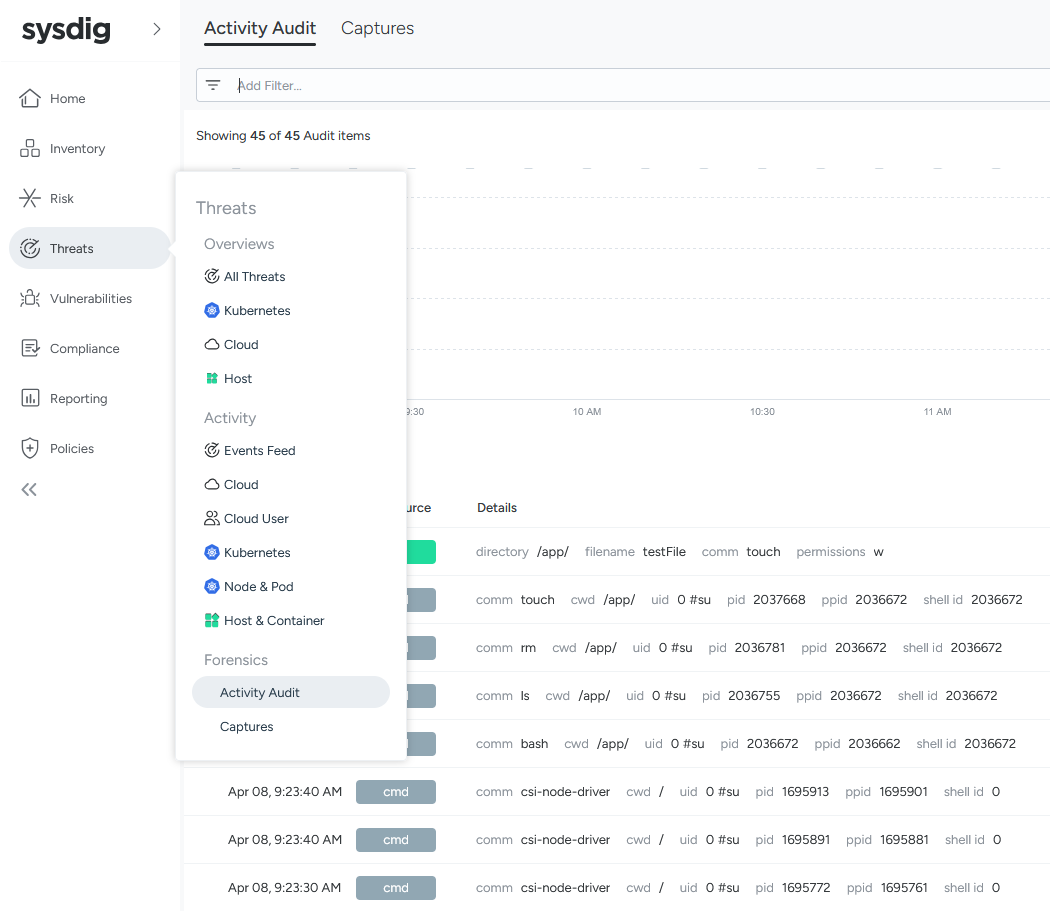 sysdig
Activity Audit Captures
Add Filter...
Home
Inventory
Risk
Threats
Vulnerabilities
Compliance
Reporting
Policies
Showing 45 of 45 Audit items
Threats
Overviews
All Threats
Kubernetes
Cloud
Host
Activity
Events Feed
Cloud
Cloud User
Kubernetes
Node & Pod
Host & Container
Forensics
Activity Audit
Captures
9:30 10 AM 10:30 11 AM
urce Details
directory /app/ filename testFile comm touch permissions w
comm touch cwd /app/ uid 0 #su pid 2037668 ppid 2036672 shell id 2036672
comm rm cwd /app/ uid 0 #su pid 2036781 ppid 2036672 shell id 2036672
comm ls cwd /app/ uid 0 #su pid 2036755 ppid 2036672 shell id 2036672
comm bash cwd /app/ uid 0 #su pid 2036672 ppid 2036662 shell id 2036672
Apr 08, 9:23:40 AM cmd comm csi-node-driver cwd / uid 0 #su pid 1695913 ppid 1695901 shell id 0
Apr 08, 9:23:40 AM cmd comm csi-node-driver cwd / uid 0 #su pid 1695891 ppid 1695881 shell id 0
Apr 08, 9:23:30 AM cmd comm csi-node-driver cwd / uid 0 #su pid 1695772 ppid 1695761 shell id 0